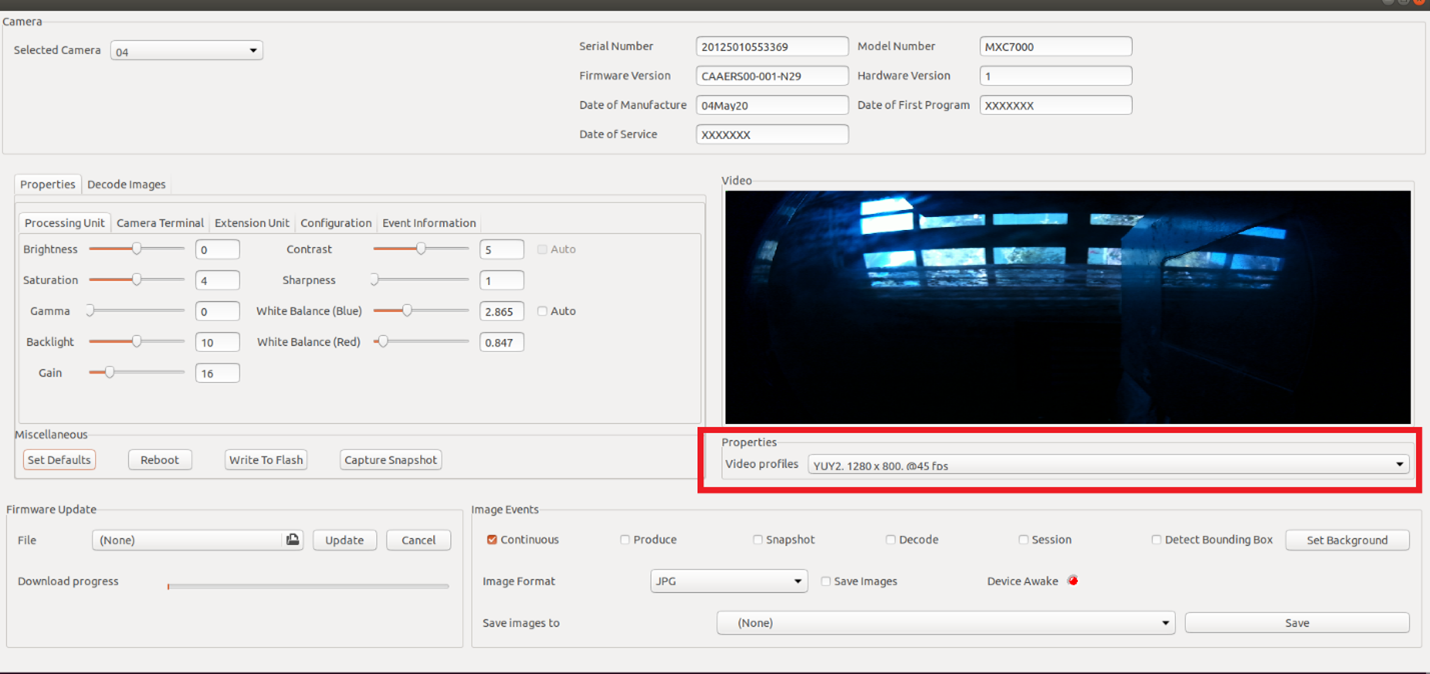 Camera
Selected Camera 04
Serial Number 20125010553369 Model Number MXC7000
Firmware Version CAAERS00-001-N29 Hardware Version 1
Date of Manufacture 04May20 Date of First Program XXXXXXX
Date of Service XXXXXXX
Properties Decode Images
Processing Unit Camera Terminal Extension Unit Configuration Event Information
Brightness 0 Contrast 5 Auto
Saturation 4 Sharpness 1
Gamma 0 White Balance (Blue) 2.865 Auto
Backlight 10 White Balance (Red) 0.847
Gain 16
Miscellaneous
Set Defaults Reboot Write To Flash Capture Snapshot
Video
Properties
Video profiles YUY2, 1280 x 800, @45 fps
Firmware Update
File (None) Update Cancel
Download progress
Image Events
Continuous Produce Snapshot Decode Session Detect Bounding Box Set Background
Image Format JPG Save Images Device Awake
Save images to (None) Save